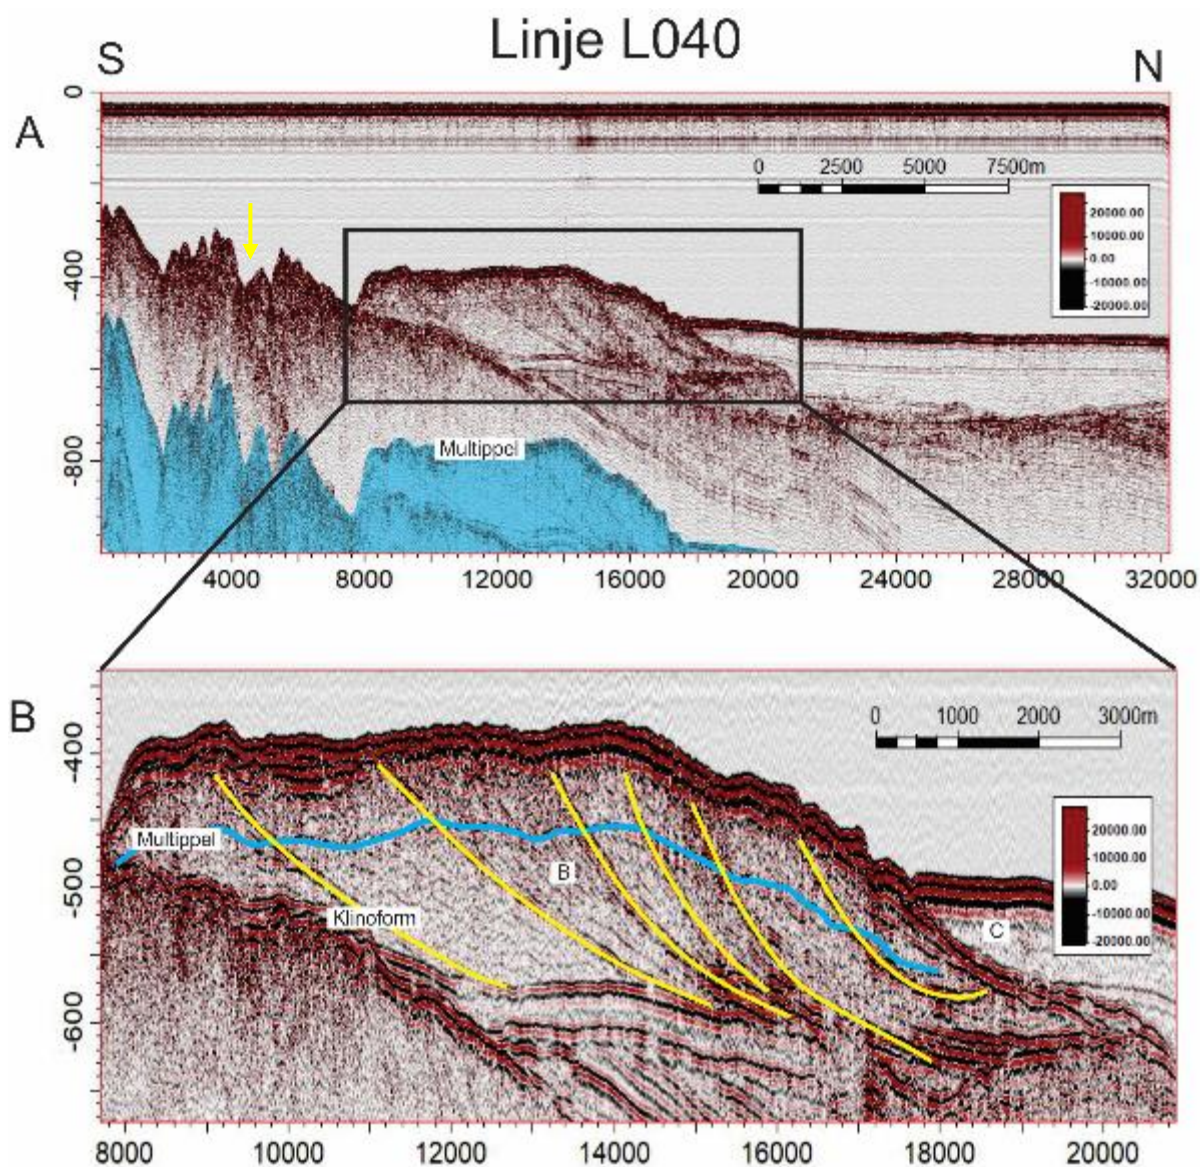 Linje L040
S
N
A
0
-400
-800
0 2500 5000 7500m
20000.00
10000.00
0.00
-10000.00
-20000.00
Multippel
4000 8000 12000 16000 20000 24000 28000 32000
B
-400
-500
-600
0 1000 2000 3000m
20000.00
10000.00
0.00
-10000.00
-20000.00
Multippel
B
Klinoform
C
8000 10000 12000 14000 16000 18000 20000